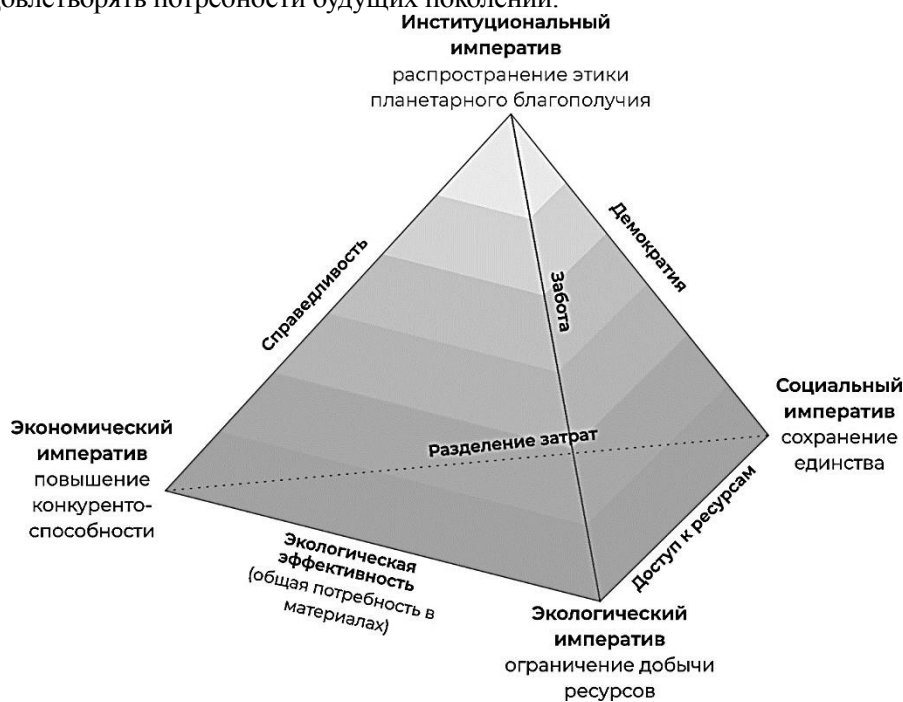 удовлетворять потребности будущих поколений.
Институциональный
императив
распространение этики
планетарного благополучия
Справедливость
Забота
Демократия
Экономический
императив
повышение
конкуренто-
способности
Разделение затрат
Социальный
императив
сохранение
единства
Экологическая
эффективность
(общая потребность в
материалах)
Доступ к ресурсам
Экологический
императив
ограничение добычи
ресурсов